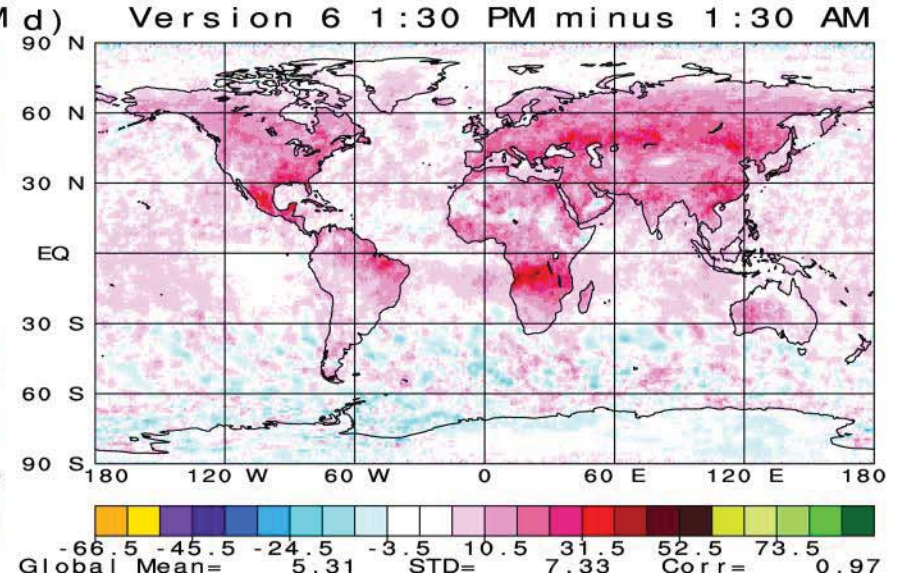 M d) Version 6 1:30 PM minus 1:30 AM
90 N
60 N
30 N
EQ
30 S
60 S
90 S
180 120 W 60 W 0 60 E 120 E 180
-66.5 -45.5 -24.5 -3.5 10.5 31.5 52.5 73.5
Global Mean= 5.31 STD= 7.33 Corr= 0.97